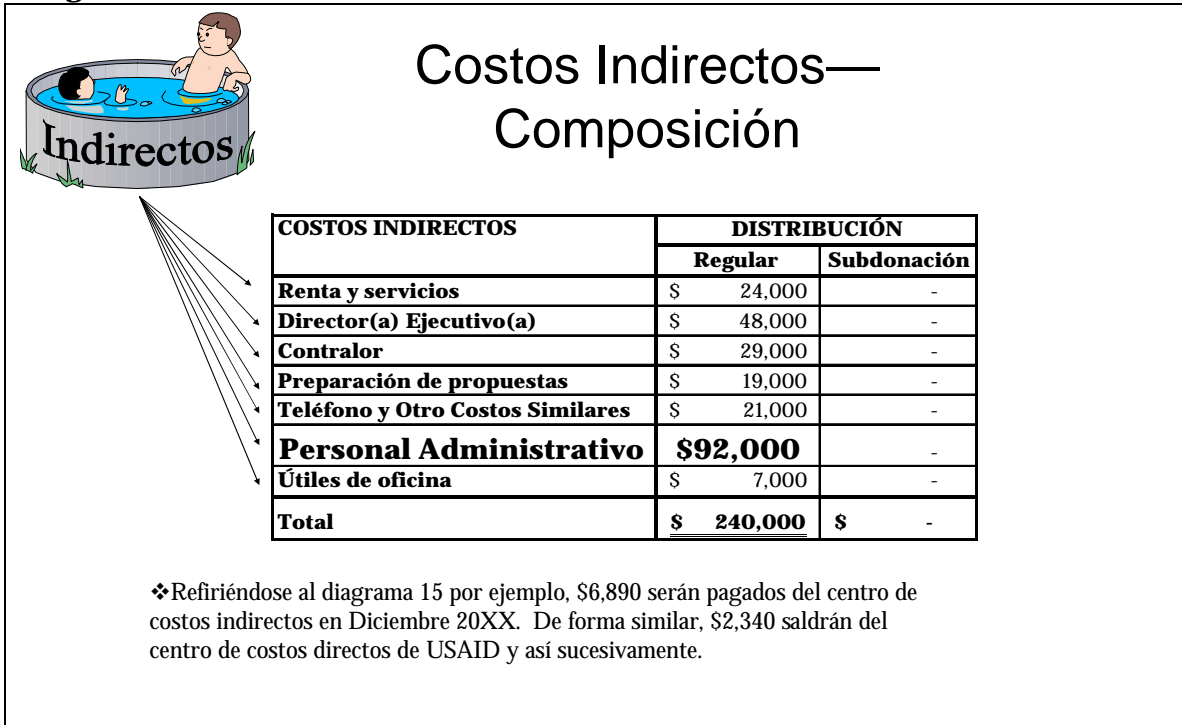 Indirectos
Costos Indirectos—
Composición
COSTOS INDIRECTOS DISTRIBUCIÓN
Regular Subdonación
Renta y servicios $ 24,000 -
Director(a) Ejecutivo(a) $ 48,000 -
Contralor $ 29,000 -
Preparación de propuestas $ 19,000 -
Teléfono y Otro Costos Similares $ 21,000 -
Personal Administrativo $92,000 -
Útiles de oficina $ 7,000 -
Total $ 240,000 $ -
❖Refiriéndose al diagrama 15 por ejemplo, $6,890 serán pagados del centro de
costos indirectos en Diciembre 20XX. De forma similar, $2,340 saldrán del
centro de costos directos de USAID y así sucesivamente.